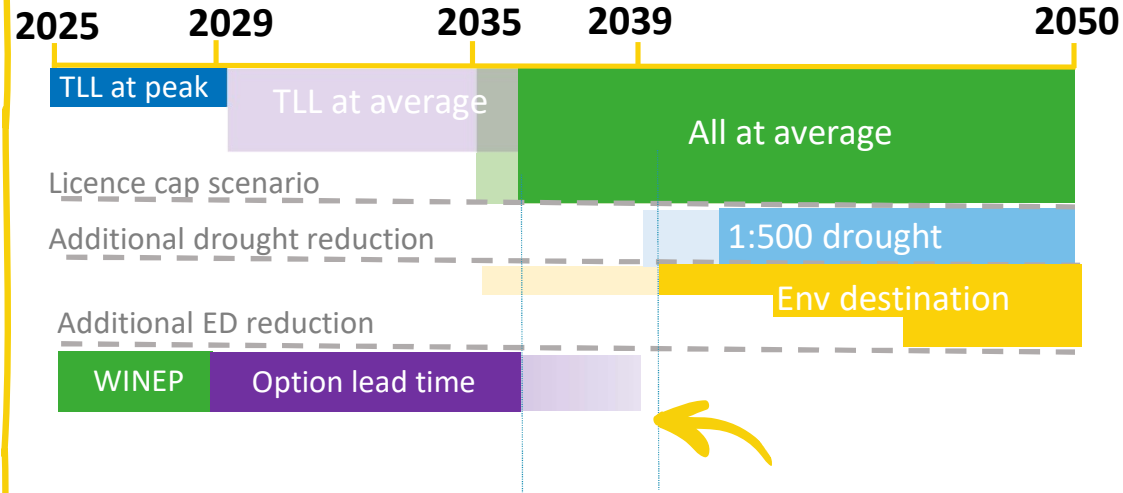 2025 2029 2035 2039 2050
TLL at peak
TLL at average
All at average
Licence cap scenario
Additional drought reduction
1:500 drought
Env destination
Additional ED reduction
WINEP
Option lead time